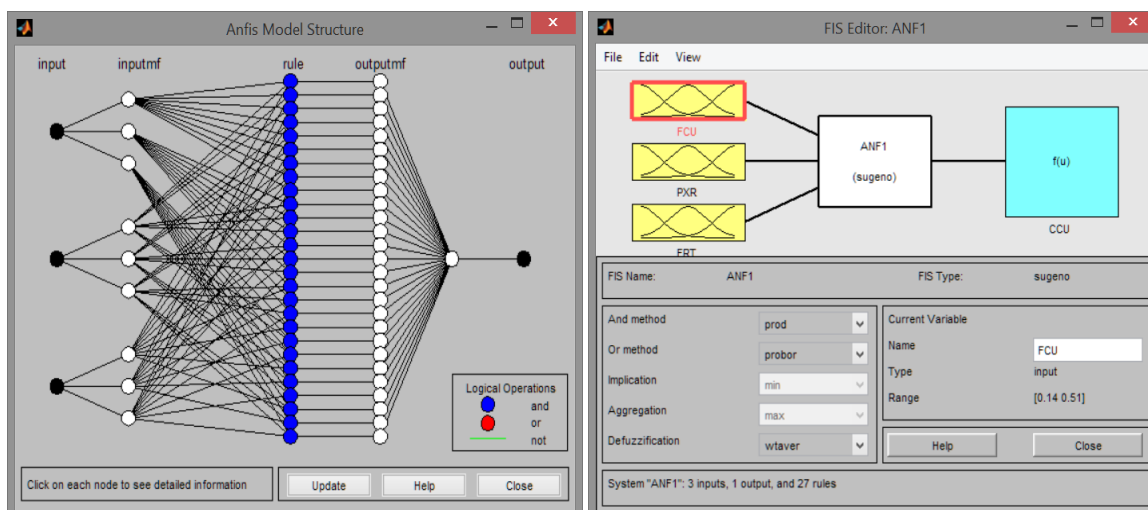 Anfis Model Structure
input
inputmf
rule
outputmf
output
Logical Operations
and
or
not
Click on each node to see detailed information
Update
Help
Close
FIS Editor: ANF1
File Edit View
FCU
PXR
FRT
ANF1
(sugeno)
f(u)
CCU
FIS Name: ANF1 FIS Type: sugeno
And method prod
Or method probor
Implication min
Aggregation max
Defuzzification wtaver
Current Variable
Name FCU
Type input
Range [0.14 0.51]
Help
Close
System "ANF1": 3 inputs, 1 output, and 27 rules